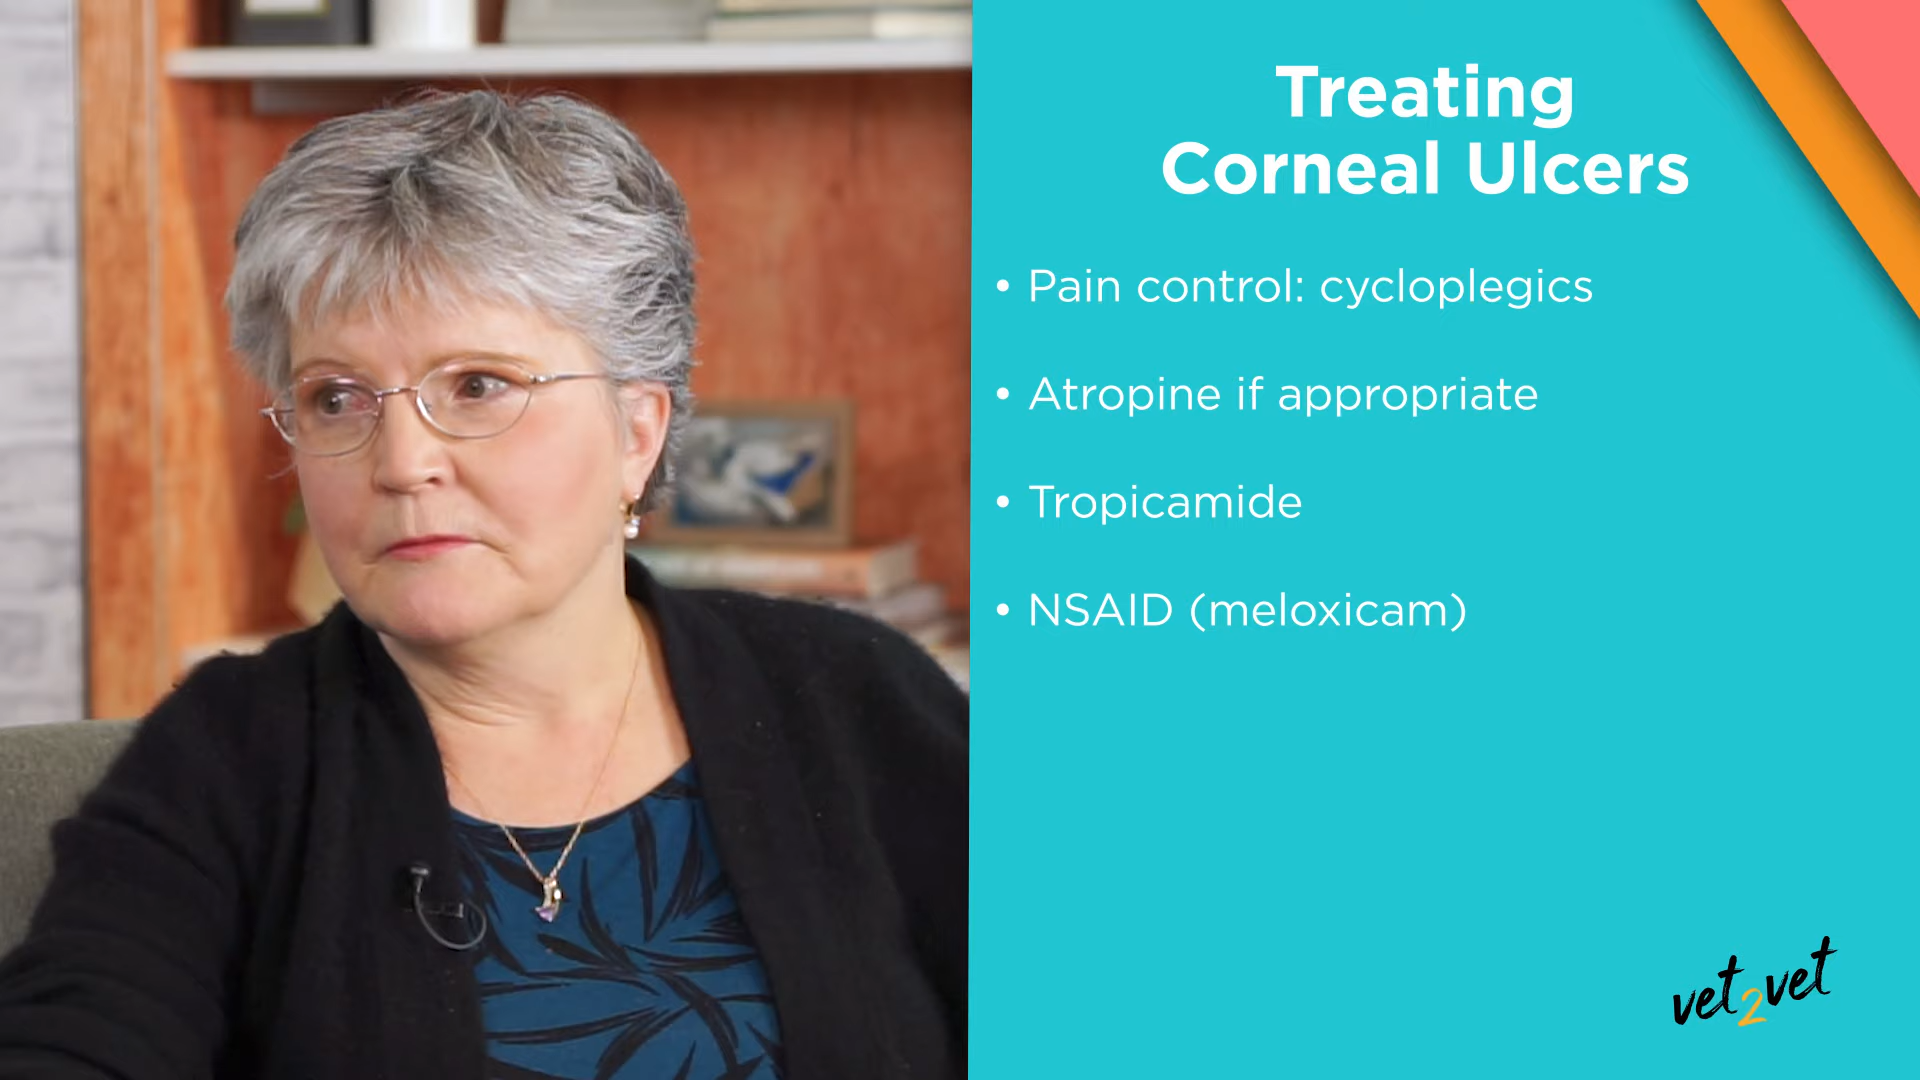 Treating
Corneal Ulcers
• Pain control: cycloplegics
• Atropine if appropriate
• Tropicamide
• NSAID (meloxicam)
vet2vet